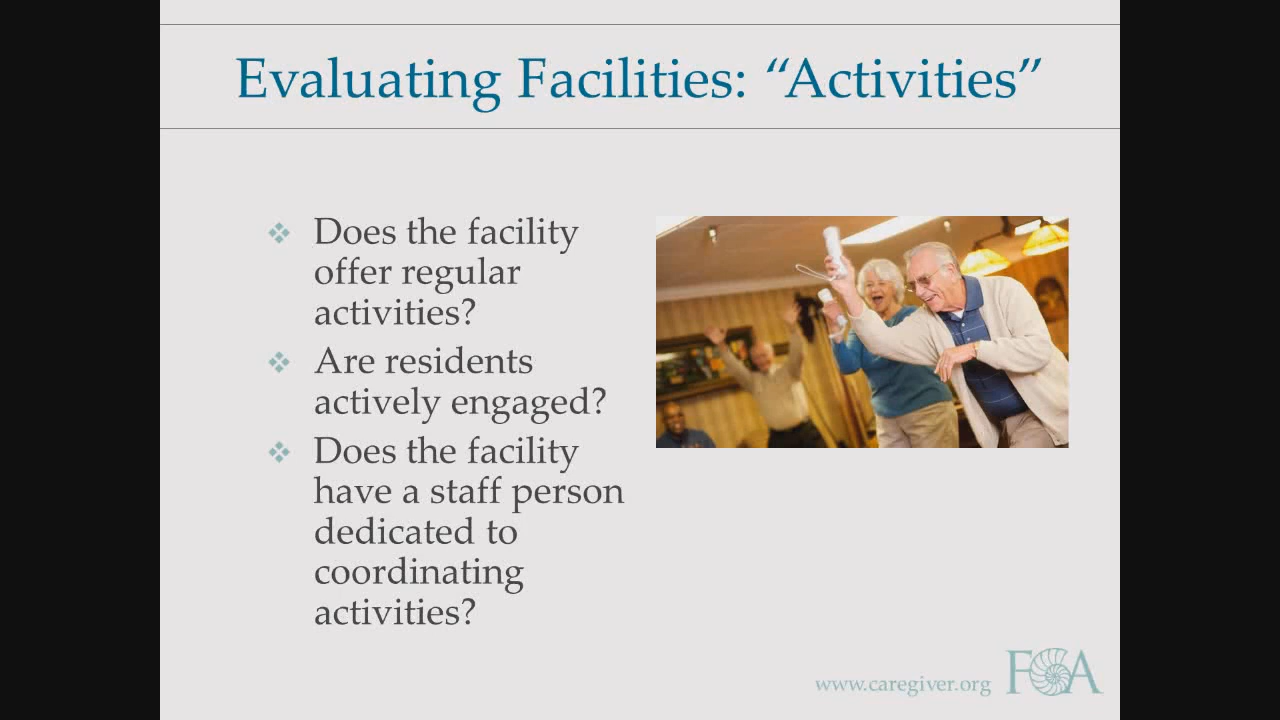 Evaluating Facilities: “Activities”
Does the facility
offer regular
activities?
Are residents
actively engaged?
Does the facility
have a staff person
dedicated to
coordinating
activities?
www.caregiver.org
FCA